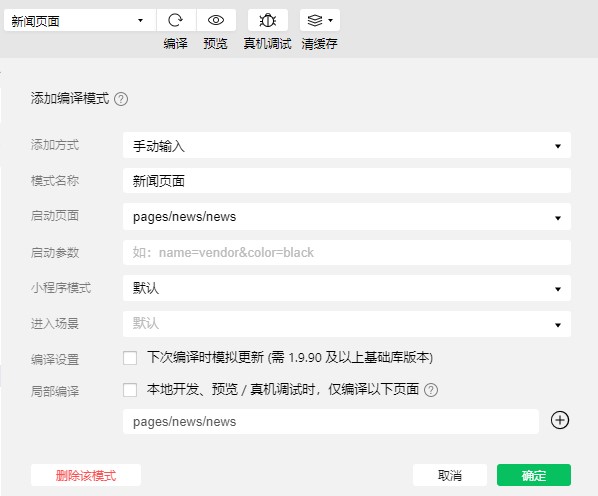 新闻页面
编译 预览 真机调试 清缓存
添加编译模式 ?
添加方式 手动输入
模式名称 新闻页面
启动页面 pages/news/news
启动参数 如：name=vendor&color=black
小程序模式 默认
进入场景 默认
编译设置 下次编译时模拟更新 (需 1.9.90 及以上基础库版本)
局部编译 本地开发、预览 / 真机调试时，仅编译以下页面 ?
pages/news/news
删除该模式 取消 确定